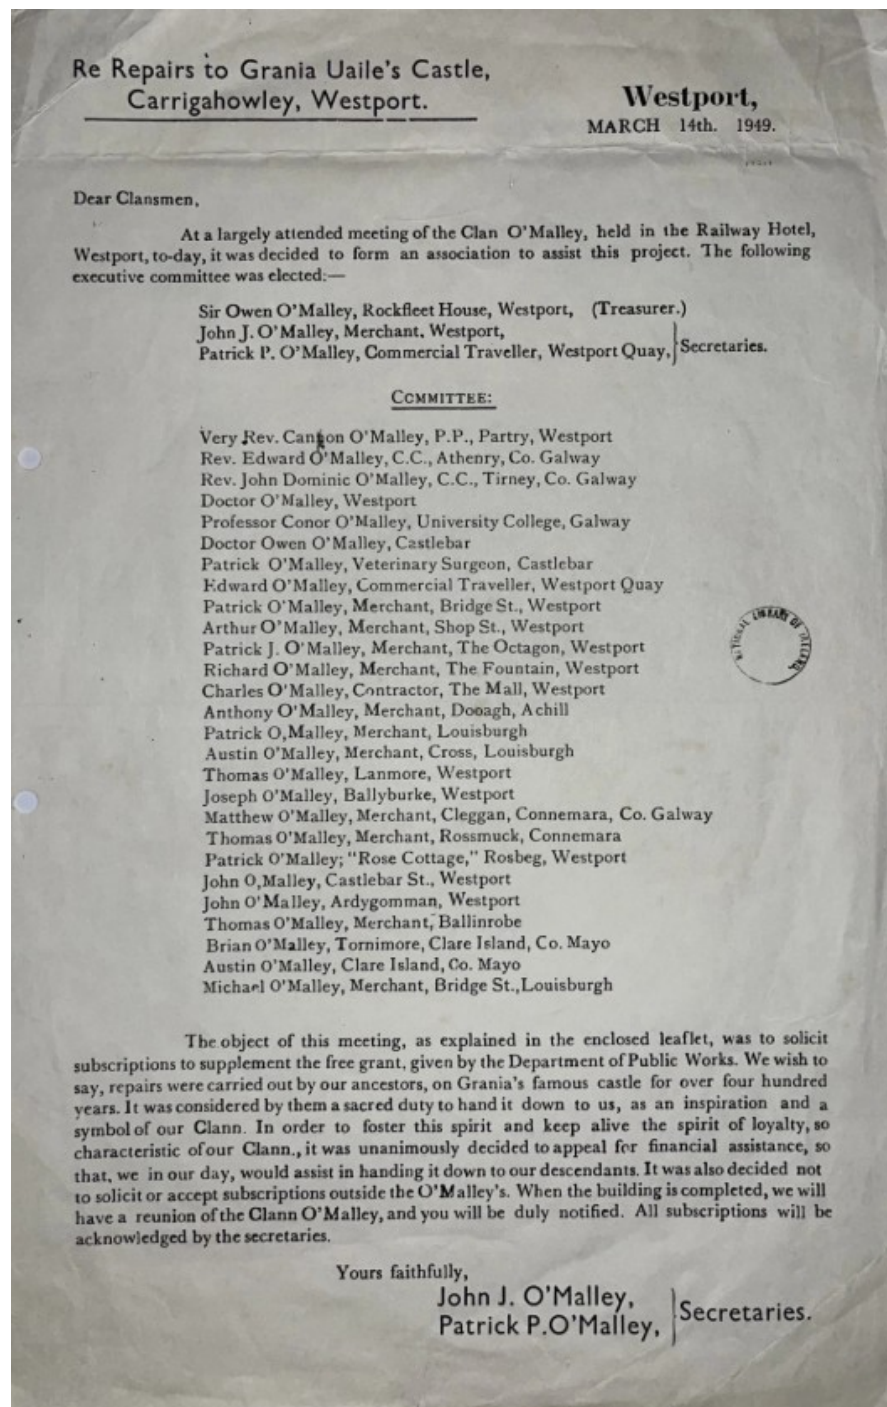 Re Repairs to Grania Uaile's Castle,
Carrigahowley, Westport.
Westport,
MARCH 14th. 1949.
Dear Clansmen,
At a largely attended meeting of the Clan O'Malley, held in the Railway Hotel,
Westport, to-day, it was decided to form an association to assist this project. The following
executive committee was elected:—
Sir Owen O'Malley, Rockfleet House, Westport, (Treasurer.)
John J. O'Malley, Merchant, Westport,
Patrick P. O'Malley, Commercial Traveller, Westport Quay, } Secretaries.
CCMMITTEE:
Very Rev. Cannon O'Malley, P.P., Partry, Westport
Rev. Edward O'Malley, C.C., Athenry, Co. Galway
Rev. John Dominic O'Malley, C.C., Tirney, Co. Galway
Doctor O'Malley, Westport
Professor Conor O'Malley, University College, Galway
Doctor Owen O'Malley, Castlebar
Patrick O'Malley, Veterinary Surgeon, Castlebar
Edward O'Malley, Commercial Traveller, Westport Quay
Patrick O'Malley, Merchant, Bridge St., Westport
Arthur O'Malley, Merchant, Shop St., Westport
Patrick J. O'Malley, Merchant, The Octagon, Westport
Richard O'Malley, Merchant, The Fountain, Westport
Charles O'Malley, Contractor, The Mall, Westport
Anthony O'Malley, Merchant, Dooagh, Achill
Patrick O,Malley, Merchant, Louisburgh
Austin O'Malley, Merchant, Cross, Louisburgh
Thomas O'Malley, Lanmore, Westport
Joseph O'Malley, Ballyburke, Westport
Matthew O'Malley, Merchant, Cleggan, Connemara, Co. Galway
Thomas O'Malley, Merchant, Rossmuck, Connemara
Patrick O'Malley; "Rose Cottage," Rosbeg, Westport
John O,Malley, Castlebar St., Westport
John O'Malley, Ardygomman, Westport
Thomas O'Malley, Merchant, Ballinrobe
Brian O'Malley, Tornimore, Clare Island, Co. Mayo
Austin O'Malley, Clare Island, Co. Mayo
Michael O'Malley, Merchant, Bridge St.,Louisburgh
NATIONAL LIBRARY OF IRELAND
The object of this meeting, as explained in the enclosed leaflet, was to solicit
subscriptions to supplement the free grant, given by the Department of Public Works. We wish to
say, repairs were carried out by our ancestors, on Grania's famous castle for over four hundred
years. It was considered by them a sacred duty to hand it down to us, as an inspiration and a
symbol of our Clann. In order to foster this spirit and keep alive the spirit of loyalty, so
characteristic of our Clann., it was unanimously decided to appeal for financial assistance, so
that, we in our day, would assist in handing it down to our descendants. It was also decided not
to solicit or accept subscriptions outside the O'Malley's. When the building is completed, we will
have a reunion of the Clann O'Malley, and you will be duly notified. All subscriptions will be
acknowledged by the secretaries.
Yours faithfully,
John J. O'Malley,
Patrick P.O'Malley, } Secretaries.